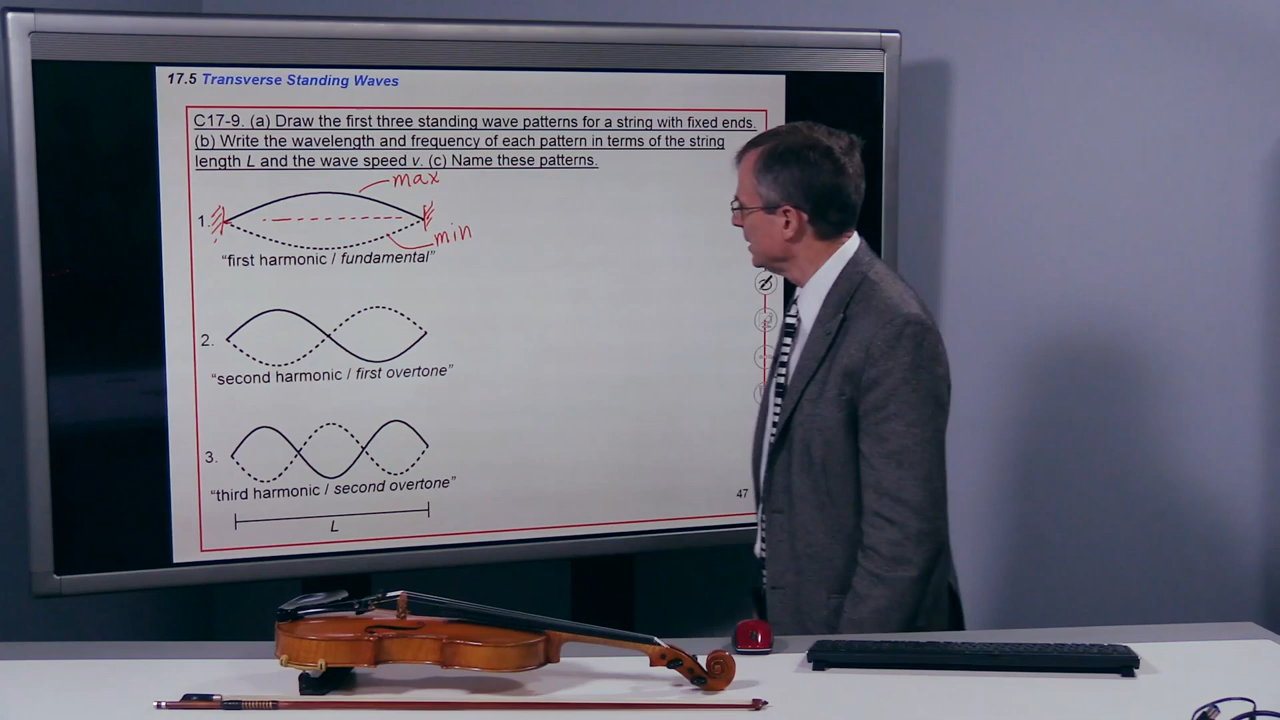 17.5 Transverse Standing Waves
C17-9. (a) Draw the first three standing wave patterns for a string with fixed ends.
(b) Write the wavelength and frequency of each pattern in terms of the string
length L and the wave speed v. (c) Name these patterns.
max
1.
min
“first harmonic / fundamental”
2.
“second harmonic / first overtone”
3.
“third harmonic / second overtone”
47
L